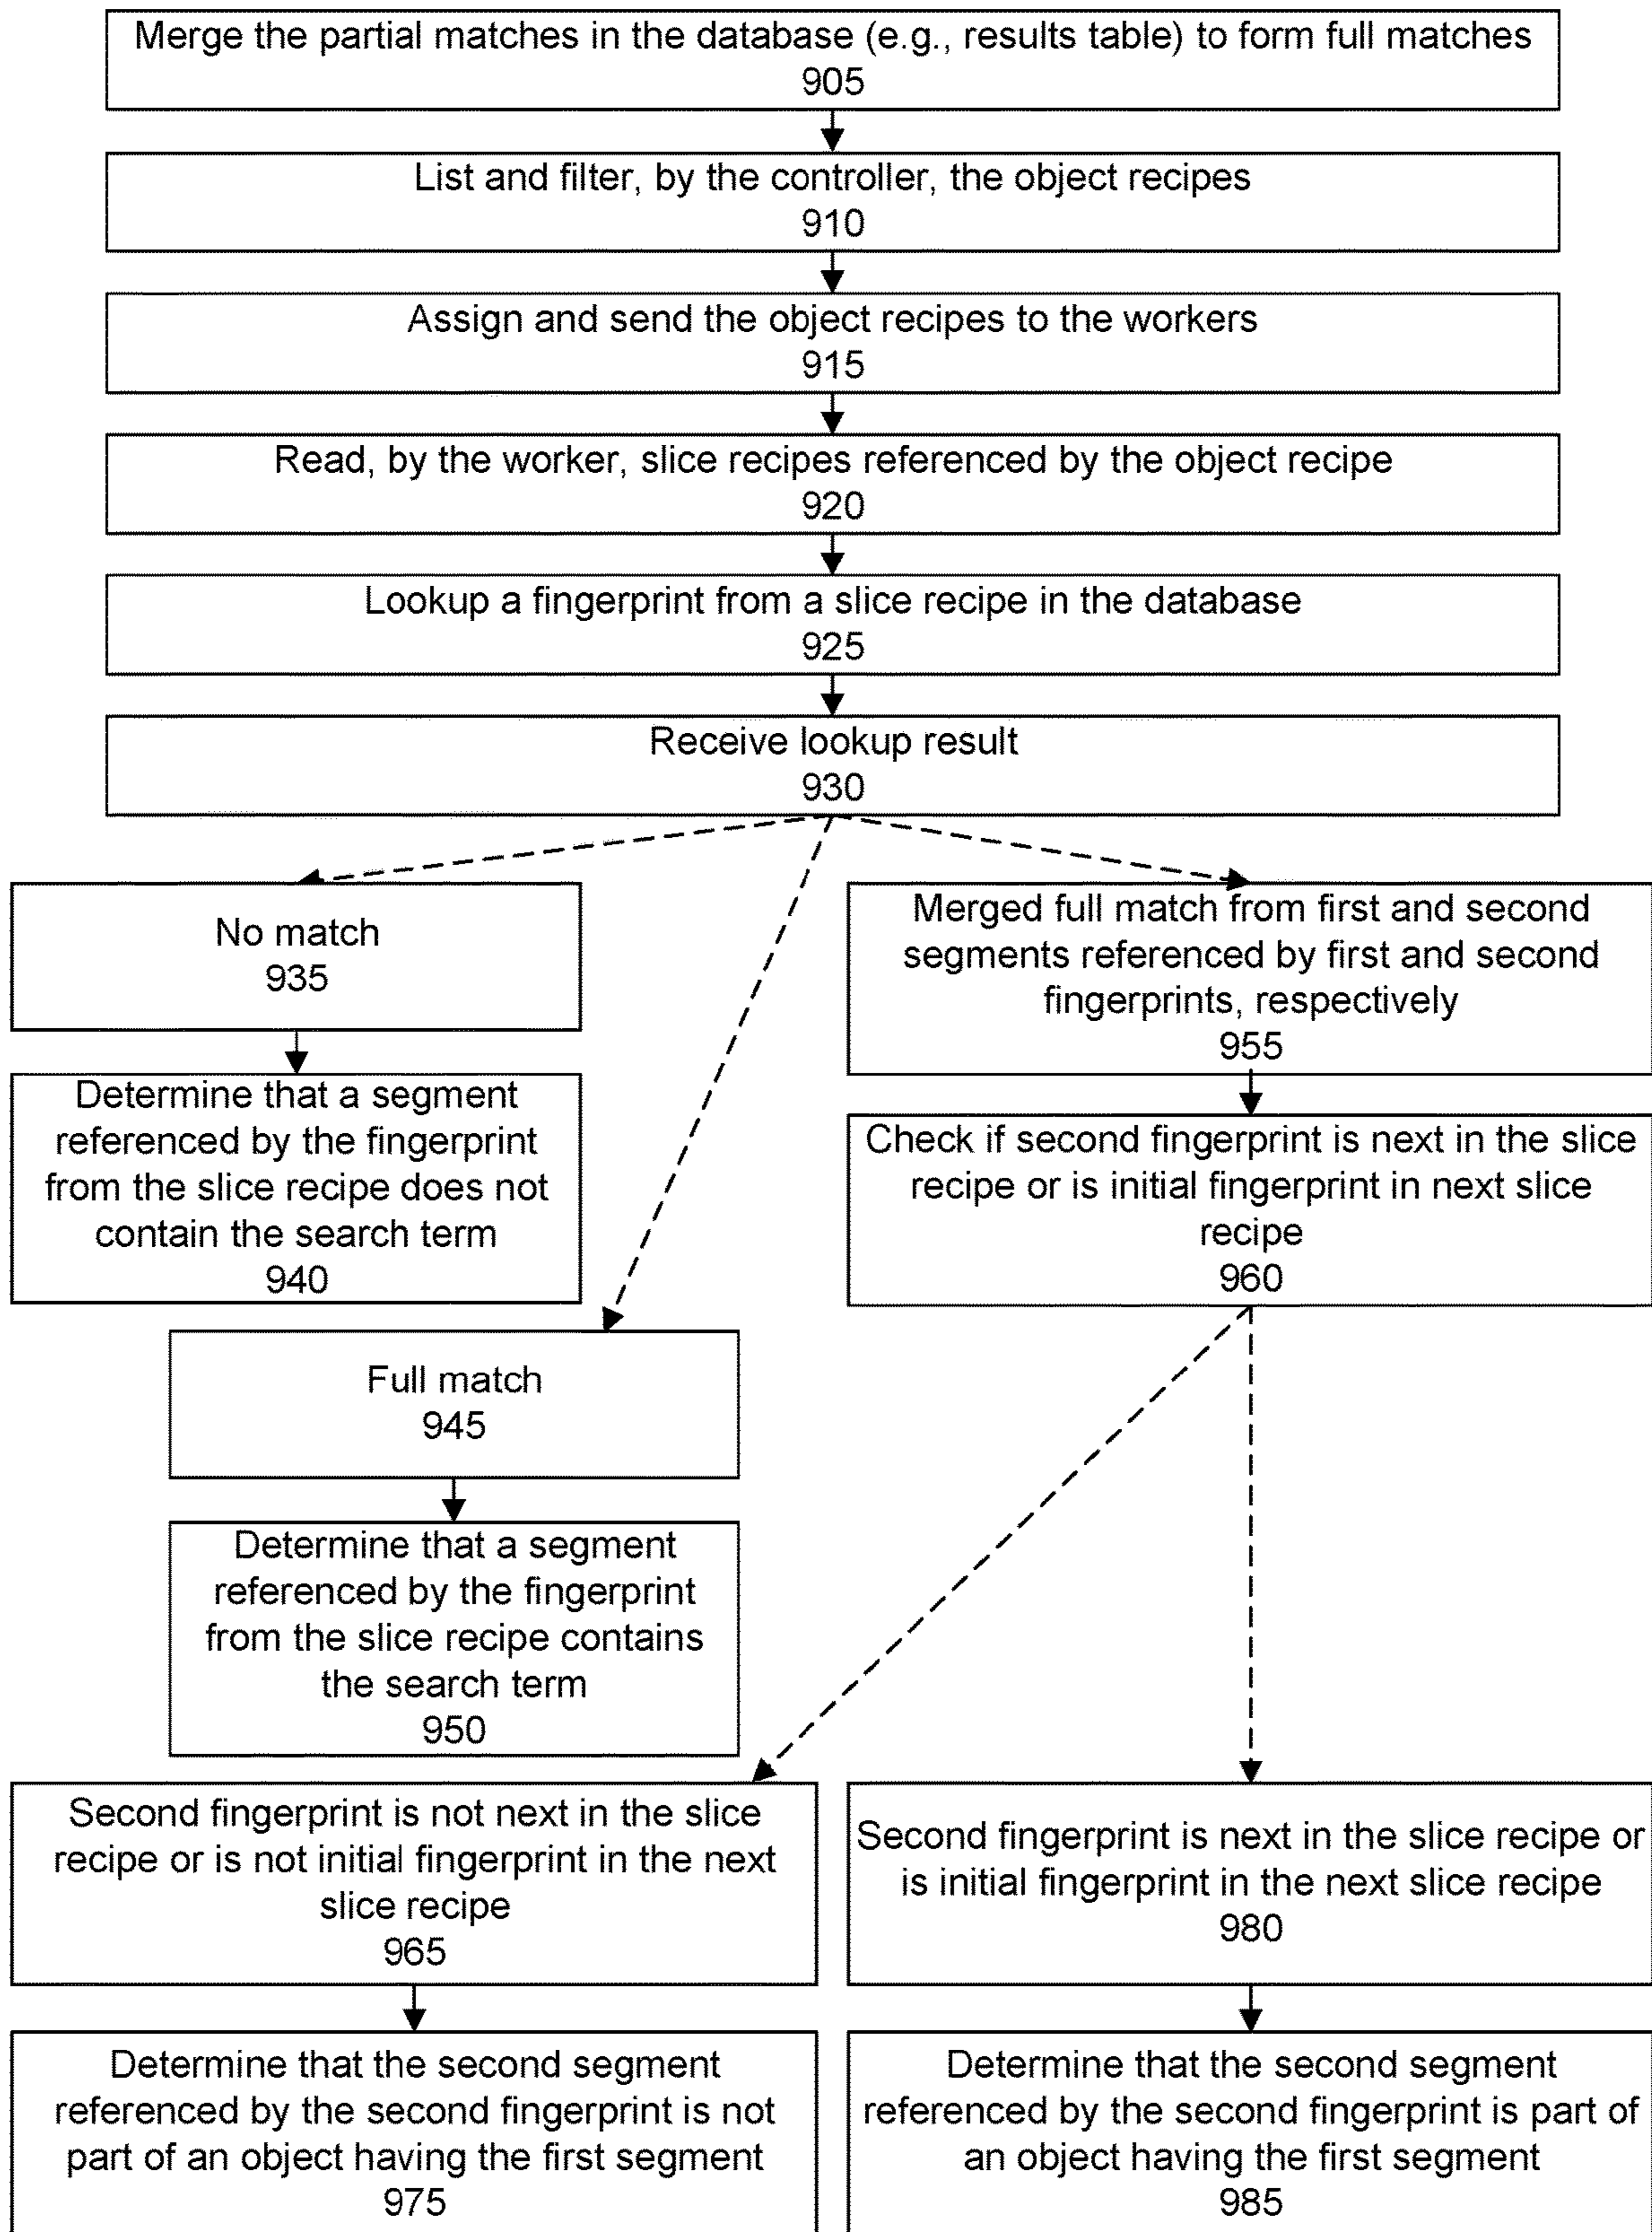 Merge the partial matches in the database (e.g., results table) to form full matches
905
List and filter, by the controller, the object recipes
910
Assign and send the object recipes to the workers
915
Read, by the worker, slice recipes referenced by the object recipe
920
Lookup a fingerprint from a slice recipe in the database
925
Receive lookup result
930
No match
935
Determine that a segment
referenced by the fingerprint
from the slice recipe does not
contain the search term
940
Full match
945
Determine that a segment
referenced by the fingerprint
from the slice recipe contains
the search term
950
Merged full match from first and second
segments referenced by first and second
fingerprints, respectively
955
Check if second fingerprint is next in the slice
recipe or is initial fingerprint in next slice
recipe
960
Second fingerprint is not next in the slice
recipe or is not initial fingerprint in the next
slice recipe
965
Determine that the second segment
referenced by the second fingerprint is not
part of an object having the first segment
975
Second fingerprint is next in the slice recipe or
is initial fingerprint in the next slice recipe
980
Determine that the second segment
referenced by the second fingerprint is part of
an object having the first segment
985